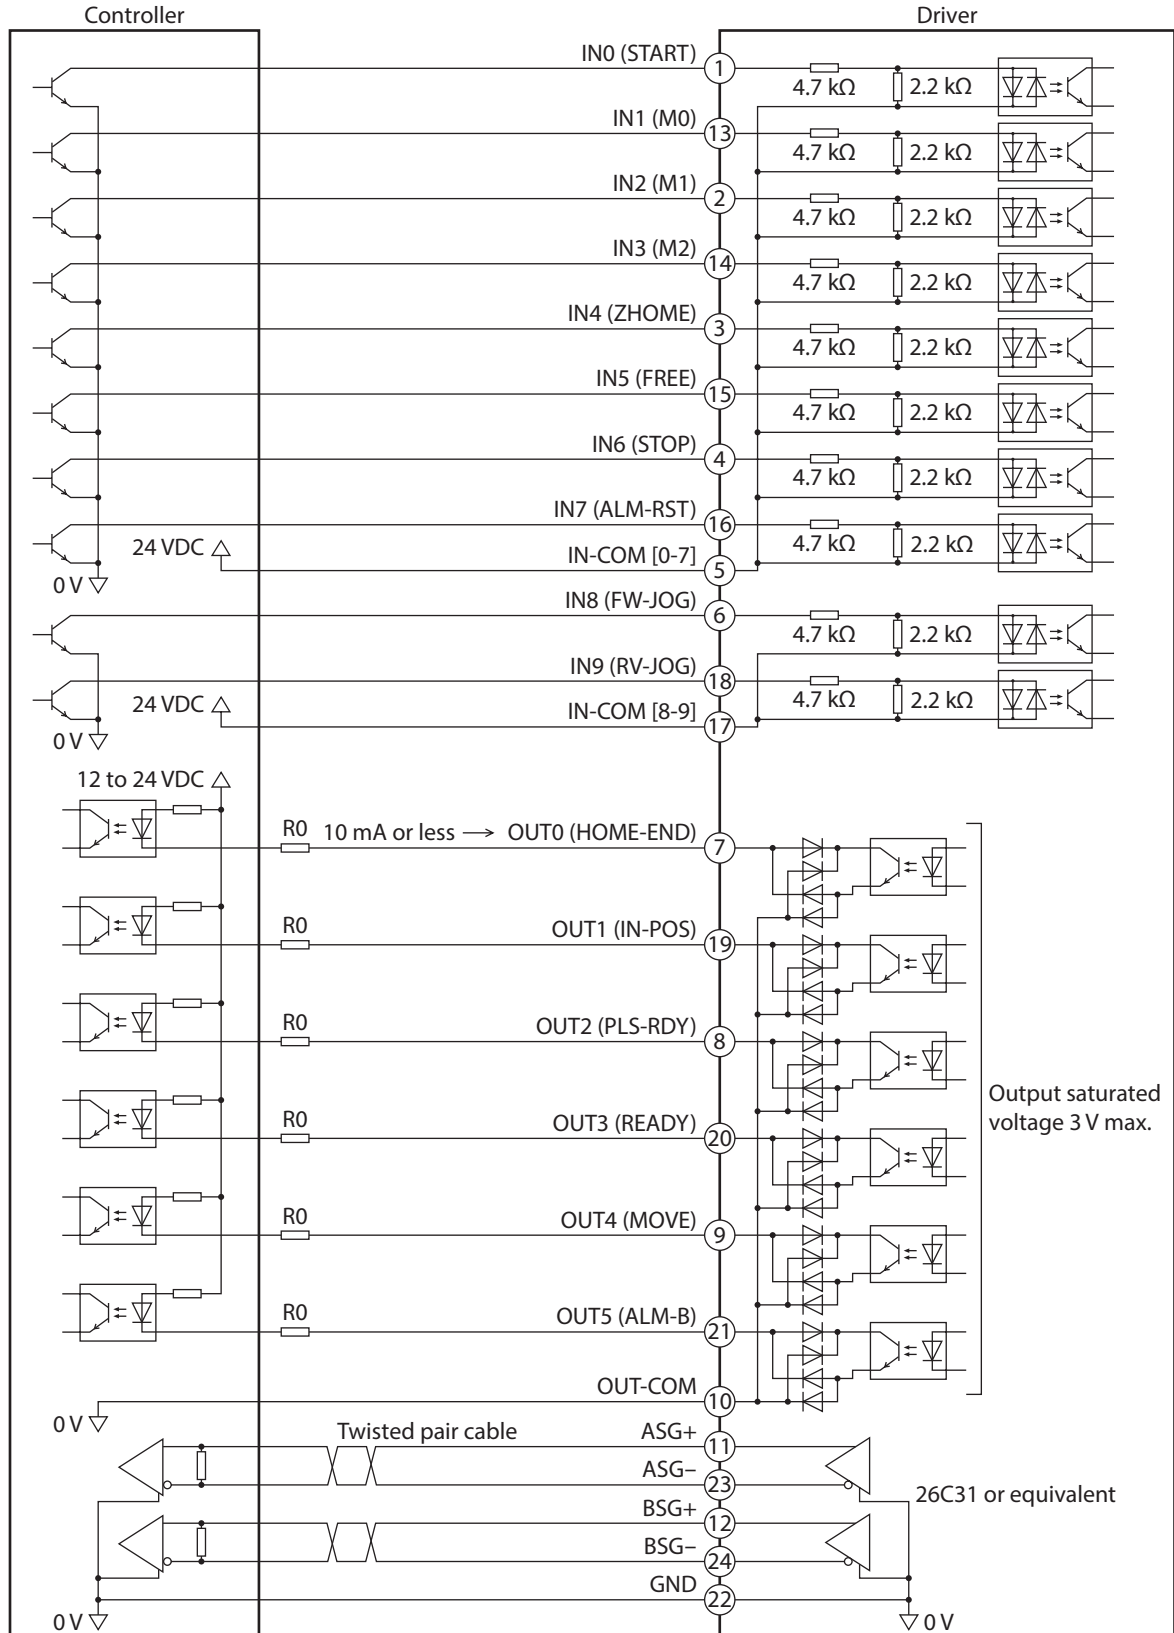 Controller
Driver
IN0 (START)
1
4.7 kΩ
2.2 kΩ
IN1 (M0)
13
4.7 kΩ
2.2 kΩ
IN2 (M1)
2
4.7 kΩ
2.2 kΩ
IN3 (M2)
14
4.7 kΩ
2.2 kΩ
IN4 (ZHOME)
3
4.7 kΩ
2.2 kΩ
IN5 (FREE)
15
4.7 kΩ
2.2 kΩ
IN6 (STOP)
4
4.7 kΩ
2.2 kΩ
IN7 (ALM-RST)
16
4.7 kΩ
2.2 kΩ
24 VDC
IN-COM [0-7]
5
0 V
IN8 (FW-JOG)
6
4.7 kΩ
2.2 kΩ
IN9 (RV-JOG)
18
4.7 kΩ
2.2 kΩ
24 VDC
IN-COM [8-9]
17
0 V
12 to 24 VDC
R0
10 mA or less →
OUT0 (HOME-END)
7
R0
OUT1 (IN-POS)
19
R0
OUT2 (PLS-RDY)
8
Output saturated
voltage 3 V max.
R0
OUT3 (READY)
20
R0
OUT4 (MOVE)
9
R0
OUT5 (ALM-B)
21
OUT-COM
10
0 V
Twisted pair cable
ASG+
11
ASG–
23
26C31 or equivalent
BSG+
12
BSG–
24
GND
22
0 V
0 V